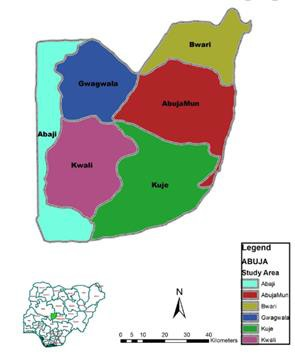 Bwari
Gwagwala
AbujaMun
Abaji
Kwali
Kuje
Legend
ABUJA
Study Area
Abaji
AbujaMun
Bwari
Gwagwala
Kuje
Kwali
N
0 5 10 20 30 40
Kilometers